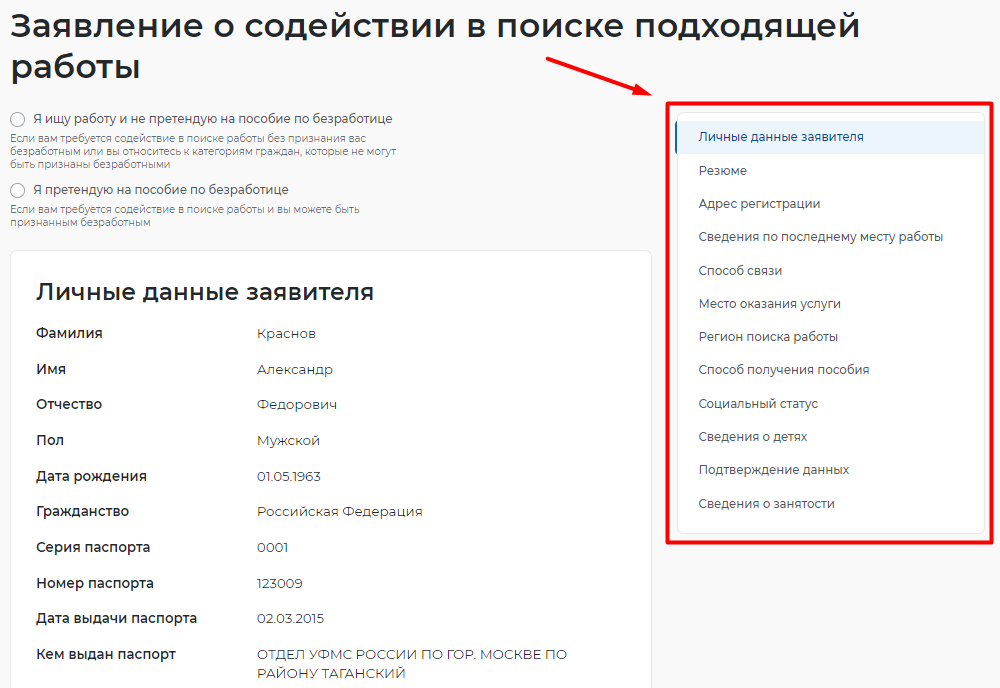 Заявление о содействии в поиске подходящей
работы
Я ищу работу и не претендую на пособие по безработице
Если вам требуется содействие в поиске работы без признания вас
безработным или вы относитесь к категориям граждан, которые не могут
быть признаны безработными
Я претендую на пособие по безработице
Если вам требуется содействие в поиске работы и вы можете быть
признанным безработным
Личные данные заявителя
Фамилия Краснов
Имя Александр
Отчество Федорович
Пол Мужской
Дата рождения 01.05.1963
Гражданство Российская Федерация
Серия паспорта 0001
Номер паспорта 123009
Дата выдачи паспорта 02.03.2015
Кем выдан паспорт ОТДЕЛ УФМС РОССИИ ПО ГОР. МОСКВЕ ПО
РАЙОНУ ТАГАНСКИЙ
Личные данные заявителя
Резюме
Адрес регистрации
Сведения по последнему месту работы
Способ связи
Место оказания услуги
Регион поиска работы
Способ получения пособия
Социальный статус
Сведения о детях
Подтверждение данных
Сведения о занятости